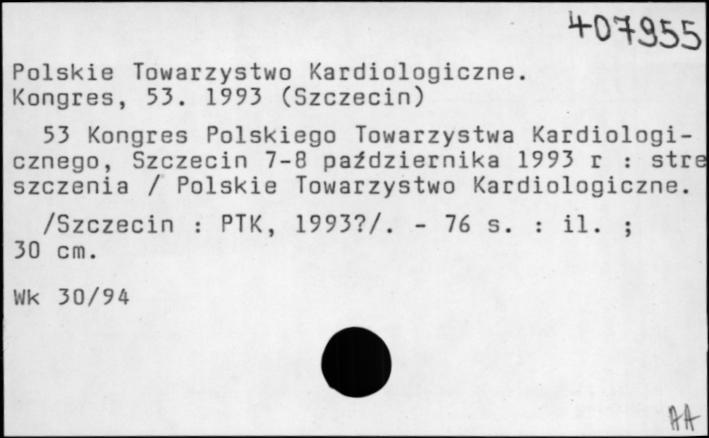 407955
Polskie Towarzystwo Kardiologiczne.
Kongres, 53. 1993 (Szczecin)
53 Kongres Polskiego Towarzystwa Kardiologi-
cznego, Szczecin 7-8 października 1993 r : stre
szczenia / Polskie Towarzystwo Kardiologiczne.
/Szczecin : PTK, 1993?/. - 76 s. : il. ;
30 cm.
Wk 30/94
AA